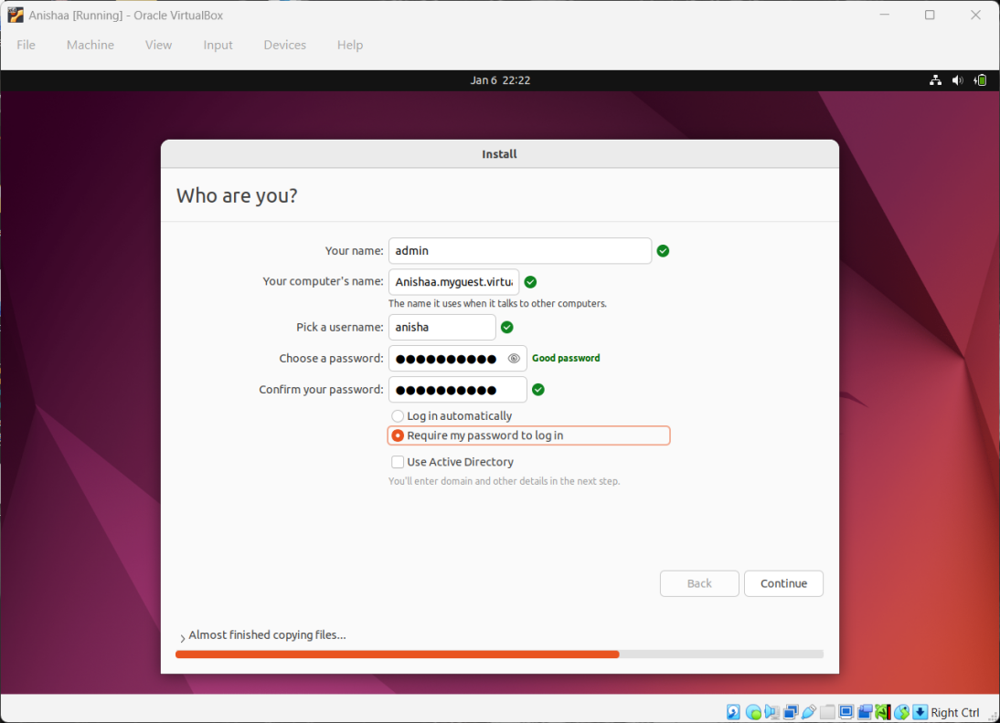 Anishaa [Running] - Oracle VirtualBox
File Machine View Input Devices Help
Jan 6 22:22
Install
Who are you?
Your name: admin
Your computer's name: Anishaa.myguest.virtu
The name it uses when it talks to other computers.
Pick a username: anisha
Choose a password: ●●●●●●●●●● Good password
Confirm your password: ●●●●●●●●●●
Log in automatically
Require my password to log in
Use Active Directory
You'll enter domain and other details in the next step.
Back Continue
Almost finished copying files...
Right Ctrl